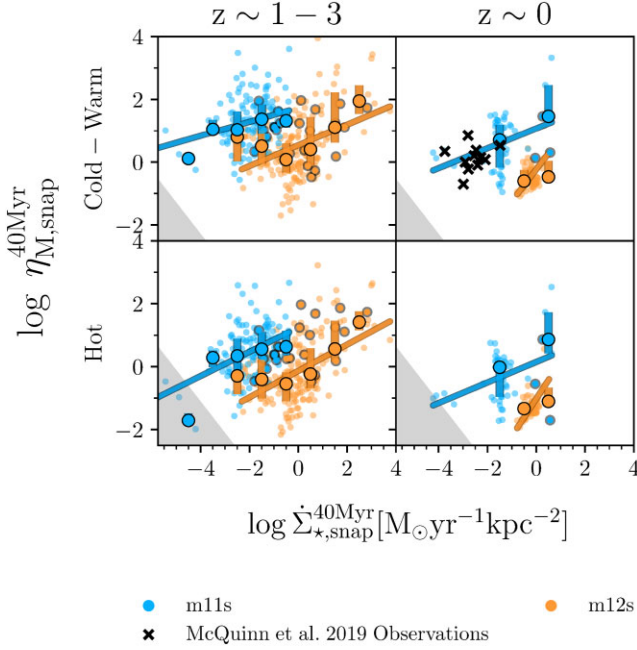 z ∼ 1 − 3
z ∼ 0
4
2
0
−2
Cold − Warm
4
2
0
−2
Hot
log η_{M,snap}^{40Myr}
−4 −2 0 2 4
−4 −2 0 2 4
log Σ̇_{⋆,snap}^{40Myr}[M_⊙yr^{−1}kpc^{−2}]
m11s
m12s
McQuinn et al. 2019 Observations